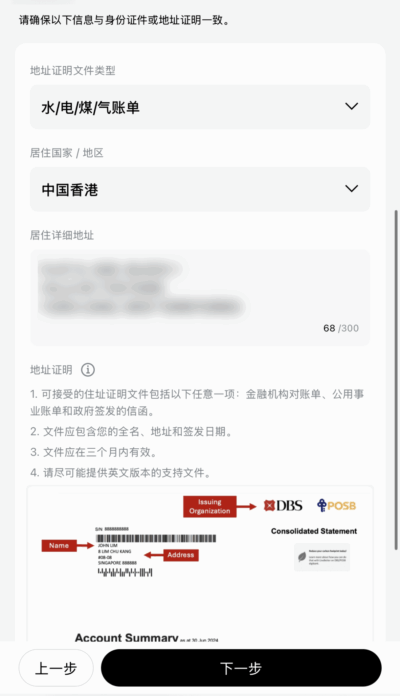 请确保以下信息与身份证件或地址证明一致。
地址证明文件类型
水/电/煤/气账单
居住国家 / 地区
中国香港
居住详细地址
68 /300
地址证明
1. 可接受的住址证明文件包括以下任意一项：金融机构对账单、公用事
业账单和政府签发的信函。
2. 文件应包含您的全名、地址和签发日期。
3. 文件应在三个月内有效。
4. 请尽可能提供英文版本的支持文件。
Issuing
Organization
DBS
POSB
Consolidated Statement
S/N: 8888888888
Name
JOHN LIM
8 LIM CHU KANG
#08-08
SINGAPORE 888888
Address
Account Summary as at 30 Jun 2024
上一步
下一步